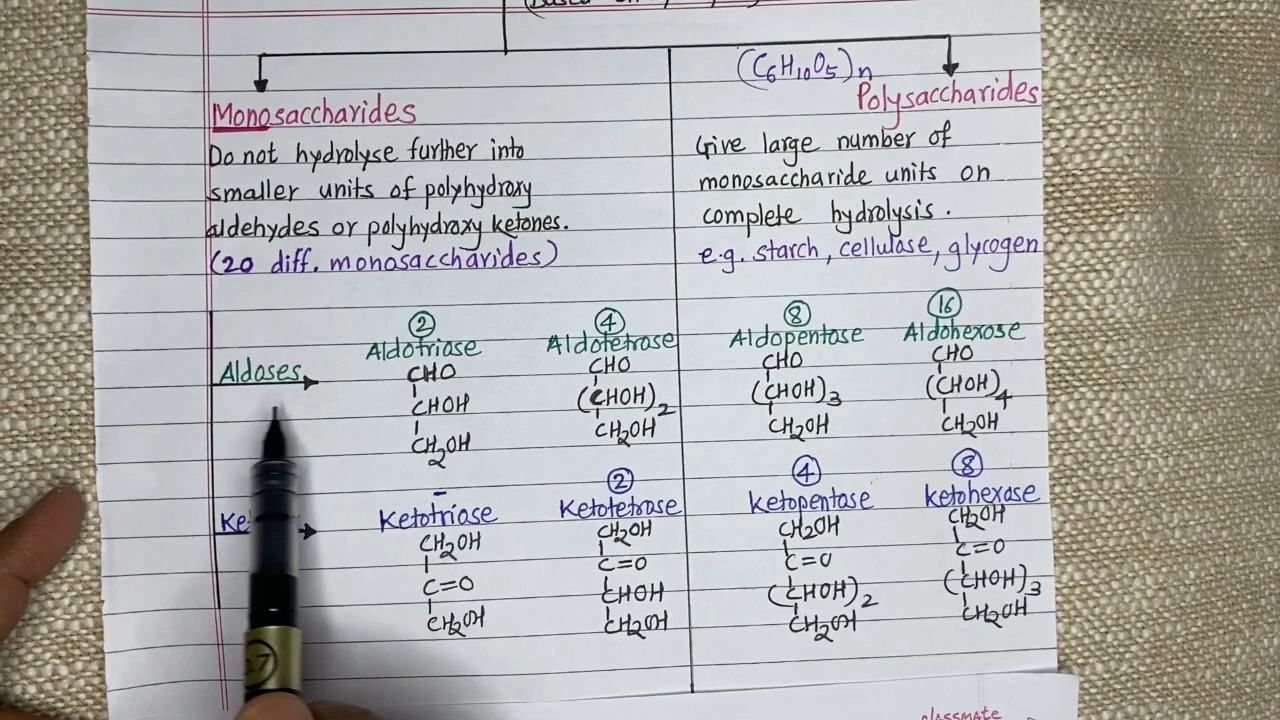 (C6H10O5)n
Monosaccharides
Do not hydrolyse further into
smaller units of polyhydroxy
aldehydes or polyhydroxy ketones.
(20 diff. monosaccharides)
Polysaccharides
Give large number of
monosaccharide units on
complete hydrolysis.
e.g. starch, cellulase, glycogen
Aldoses
2
Aldotriose
CHO
CHOH
CH2OH
4
Aldotetrose
CHO
(CHOH)2
CH2OH
8
Aldopentose
CHO
(CHOH)3
CH2OH
16
Aldohexose
CHO
(CHOH)4
CH2OH
Ke
-
Ketotriose
CH2OH
C=O
CH2OH
2
Ketotetrose
CH2OH
C=O
CHOH
CH2OH
4
Ketopentose
CH2OH
C=O
(CHOH)2
CH2OH
8
Ketohexose
CH2OH
C=O
(CHOH)3
CH2OH
classmate